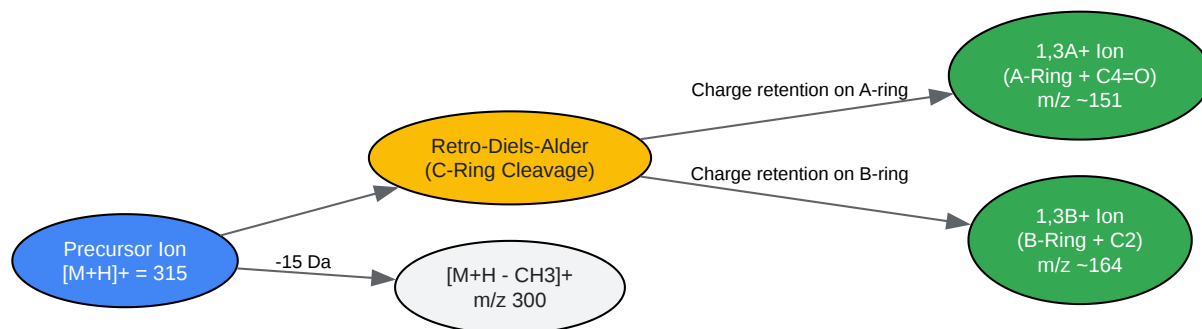 Precursor Ion
[M+H]+ = 315
-15 Da
Retro-Diels-Alder
(C-Ring Cleavage)
[M+H - CH3]+
m/z 300
Charge retention on A-ring
Charge retention on B-ring
1,3A+ Ion
(A-Ring + C4=O)
m/z ~151
1,3B+ Ion
(B-Ring + C2)
m/z ~164